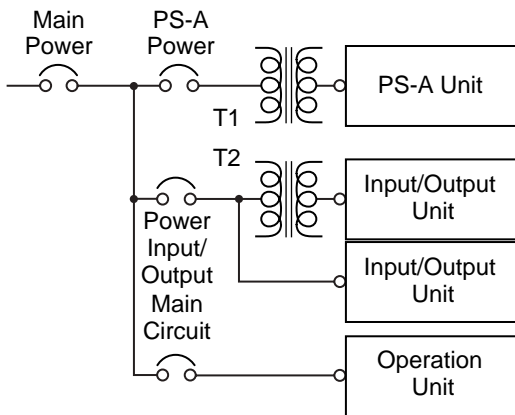 Main
Power
PS-A
Power
PS-A Unit
T1
T2
Input/Output
Unit
Power
Input/
Output
Main
Circuit
Input/Output
Unit
Operation
Unit